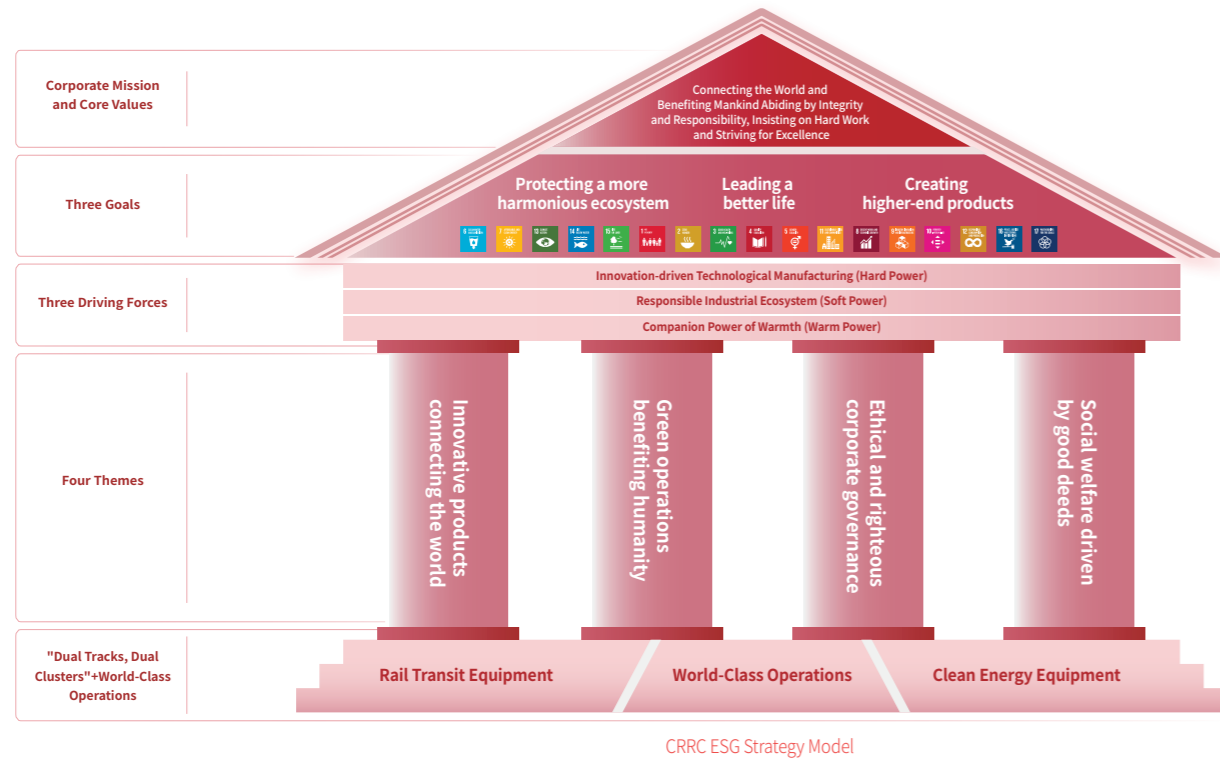 Corporate Mission
and Core Values
Connecting the World and
Benefiting Mankind Abiding by Integrity
and Responsibility, Insisting on Hard Work
and Striving for Excellence
Three Goals
Protecting a more
harmonious ecosystem
Leading a
better life
Creating
higher-end products
Three Driving Forces
Innovation-driven Technological Manufacturing (Hard Power)
Responsible Industrial Ecosystem (Soft Power)
Companion Power of Warmth (Warm Power)
Four Themes
Innovative products
connecting the world
Green operations
benefiting humanity
Ethical and righteous
corporate governance
Social welfare driven
by good deeds
"Dual Tracks, Dual
Clusters"+World-Class
Operations
Rail Transit Equipment
World-Class Operations
Clean Energy Equipment
CRRC ESG Strategy Model